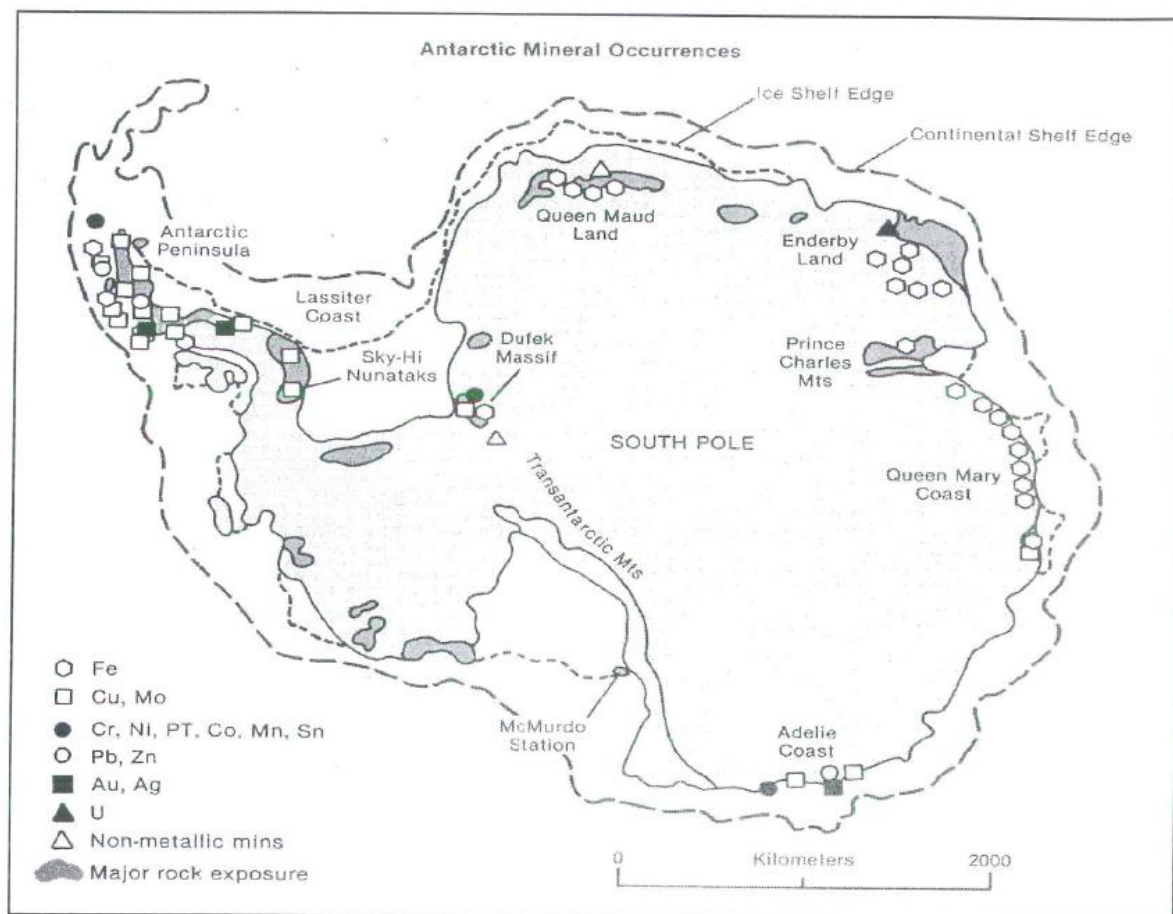 Antarctic Mineral Occurrences
Ice Shelf Edge
Continental Shelf Edge
Queen Maud
Land
Antarctic
Peninsula
Enderby
Land
Lassiter
Coast
Dufek
Massif
Sky-Hi
Nunataks
Prince
Charles
Mts
SOUTH POLE
Transantarctic Mts
Queen Mary
Coast
McMurdo
Station
Adelie
Coast
Fe
Cu, Mo
Cr, Ni, PT, Co, Mn, Sn
Pb, Zn
Au, Ag
U
Non-metallic mins
Major rock exposure
0 Kilometers 2000